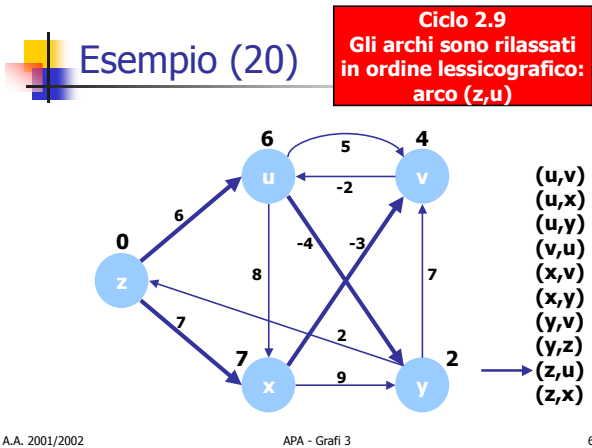 Esempio (20)
Ciclo 2.9
Gli archi sono rilassati
in ordine lessicografico:
arco (z,u)
6
5
4
u
v
-2
6
-4
-3
0
z
8
7
7
2
7
x
9
y
2
(u,v)
(u,x)
(u,y)
(v,u)
(x,v)
(x,y)
(y,v)
(y,z)
(z,u)
(z,x)
A.A. 2001/2002
APA - Grafi 3
6